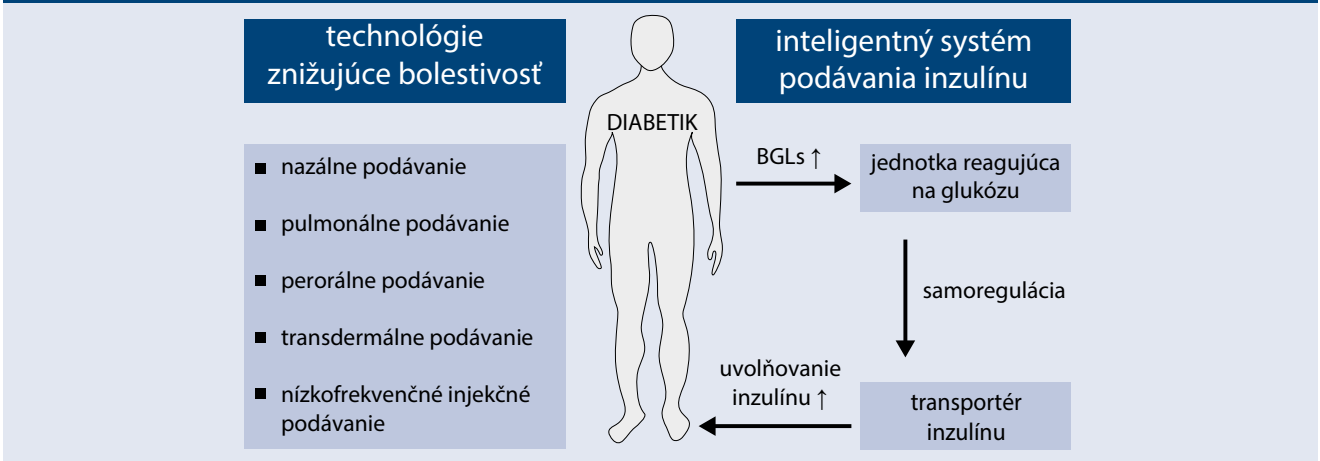 technológie
znižujúce bolestivosť
nazálne podávanie
pulmonálne podávanie
perorálne podávanie
transdermálne podávanie
nízkofrekvenčné injekčné
podávanie
DIABETIK
inteligentný systém
podávania inzulínu
BGLs ↑
jednotka reagujúca
na glukózu
samoregulácia
transportér
inzulínu
uvolňovanie
inzulínu ↑